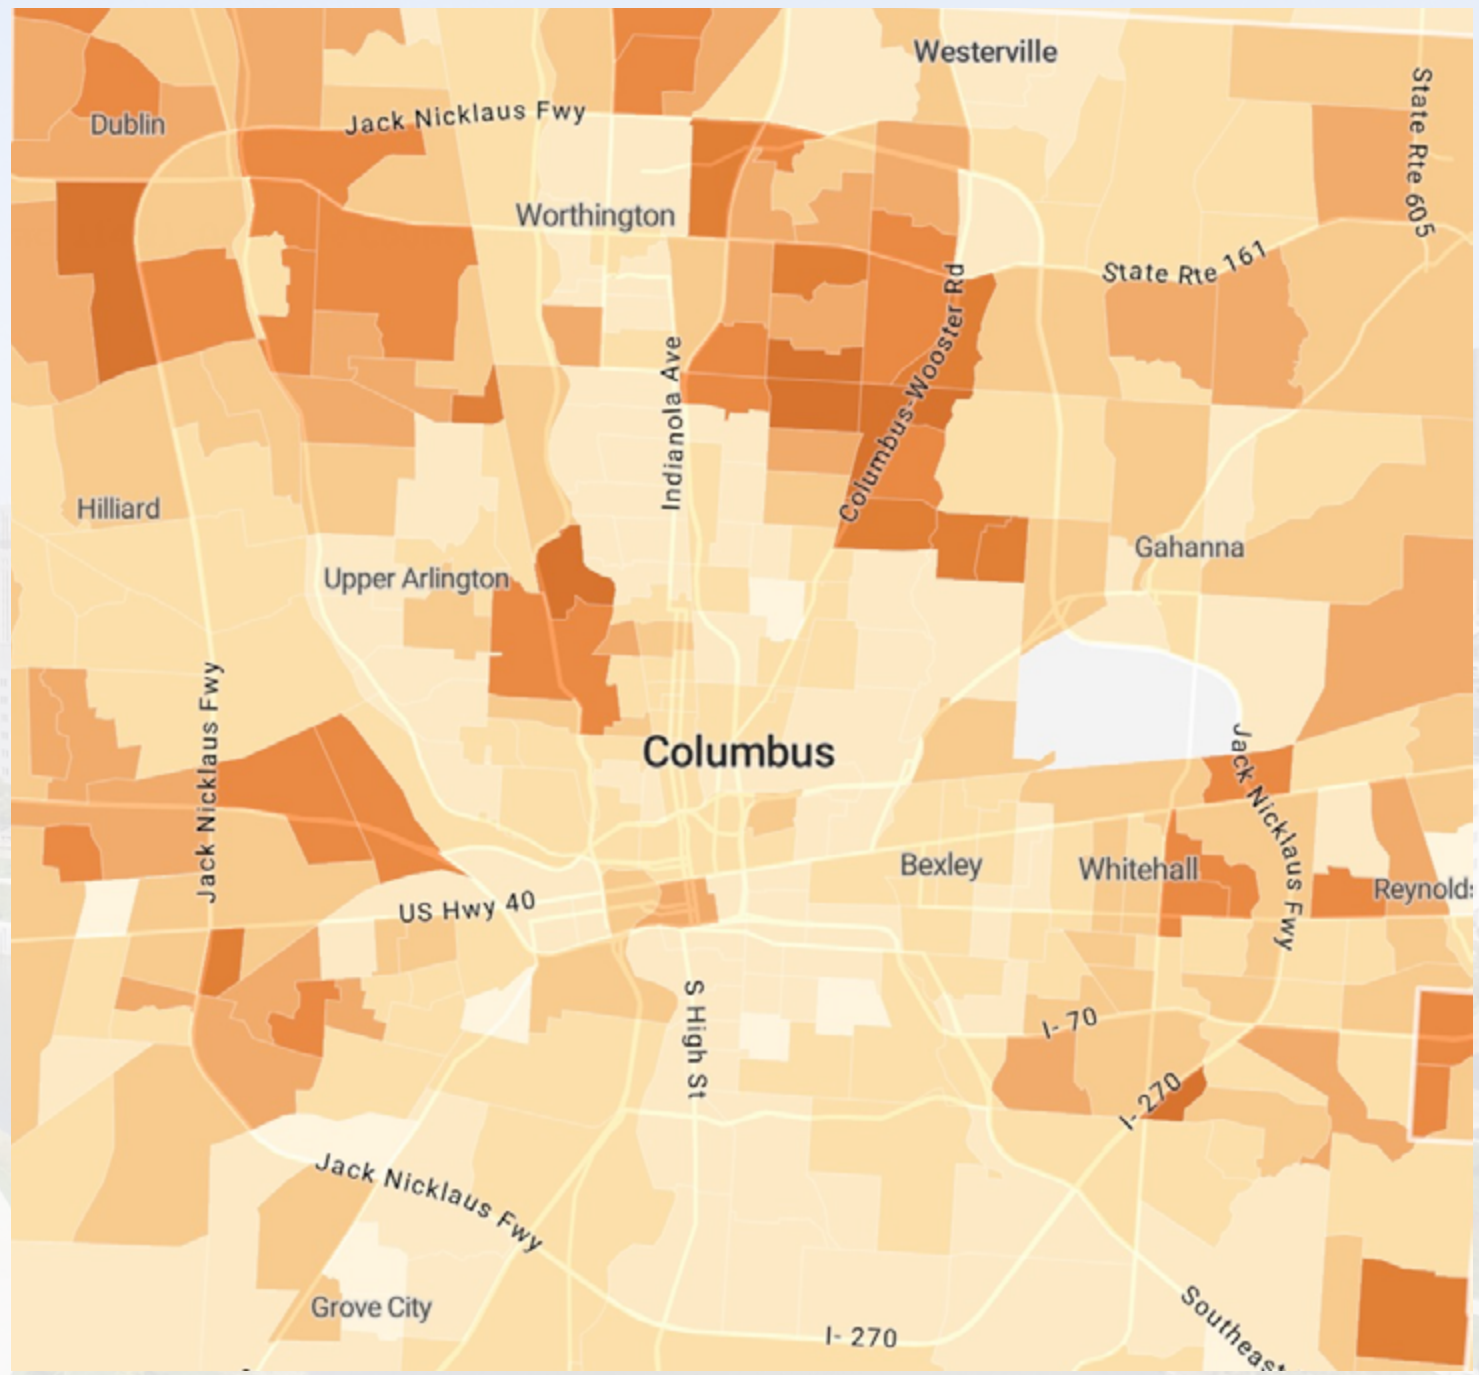 Westerville
State Rte 605
Dublin
Jack Nicklaus Fwy
Worthington
State Rte 161
Columbus-Wooster Rd
Indianola Ave
Hilliard
Gahanna
Upper Arlington
Jack Nicklaus Fwy
Columbus
Jack Nicklaus Fwy
Bexley
Whitehall
Reynolds
US Hwy 40
S High St
I- 70
I- 270
Jack Nicklaus Fwy
Grove City
I- 270
Southeast